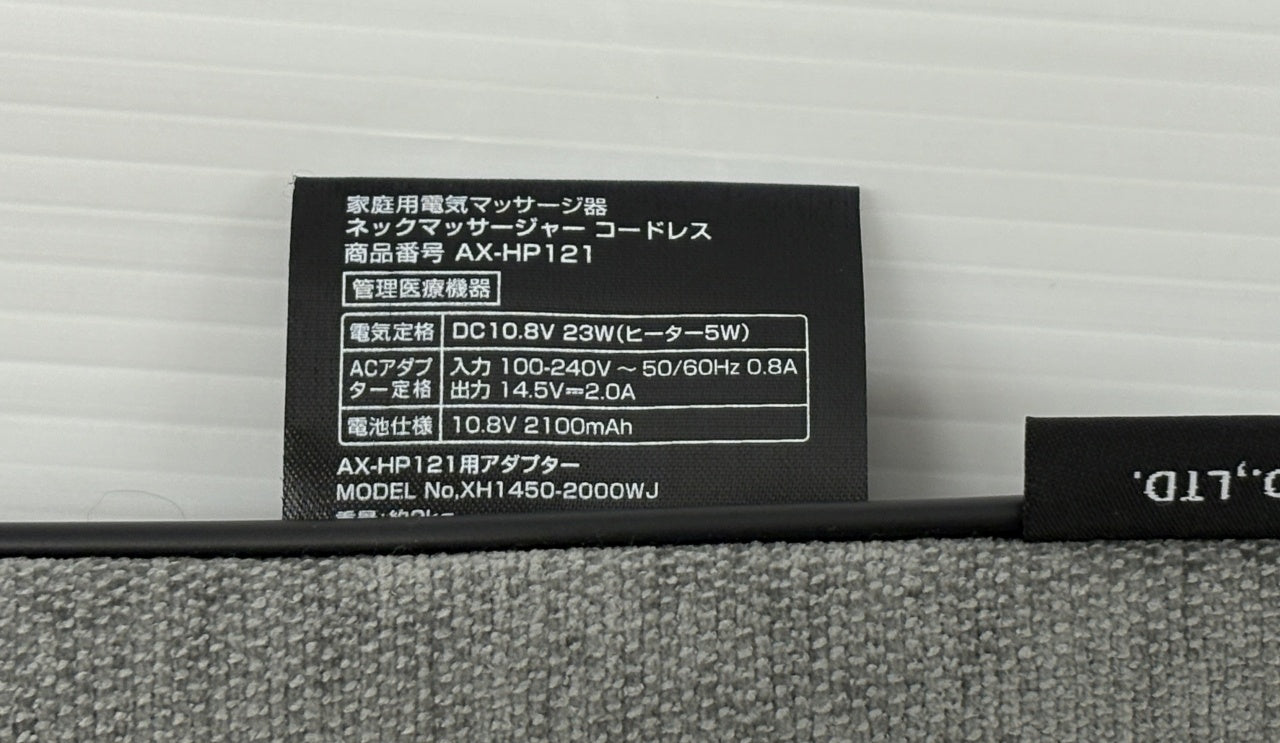 家庭用電気マッサージ器
ネックマッサージャー コードレス
商品番号 AX-HP121
管理医療機器
電気定格 DC10.8V 23W(ヒーター5W)
ACアダプター定格 入力 100-240V ~ 50/60Hz 0.8A
出力 14.5V⎓2.0A
電池仕様 10.8V 2100mAh
AX-HP121用アダプター
MODEL No,XH1450-2000WJ
LTD.